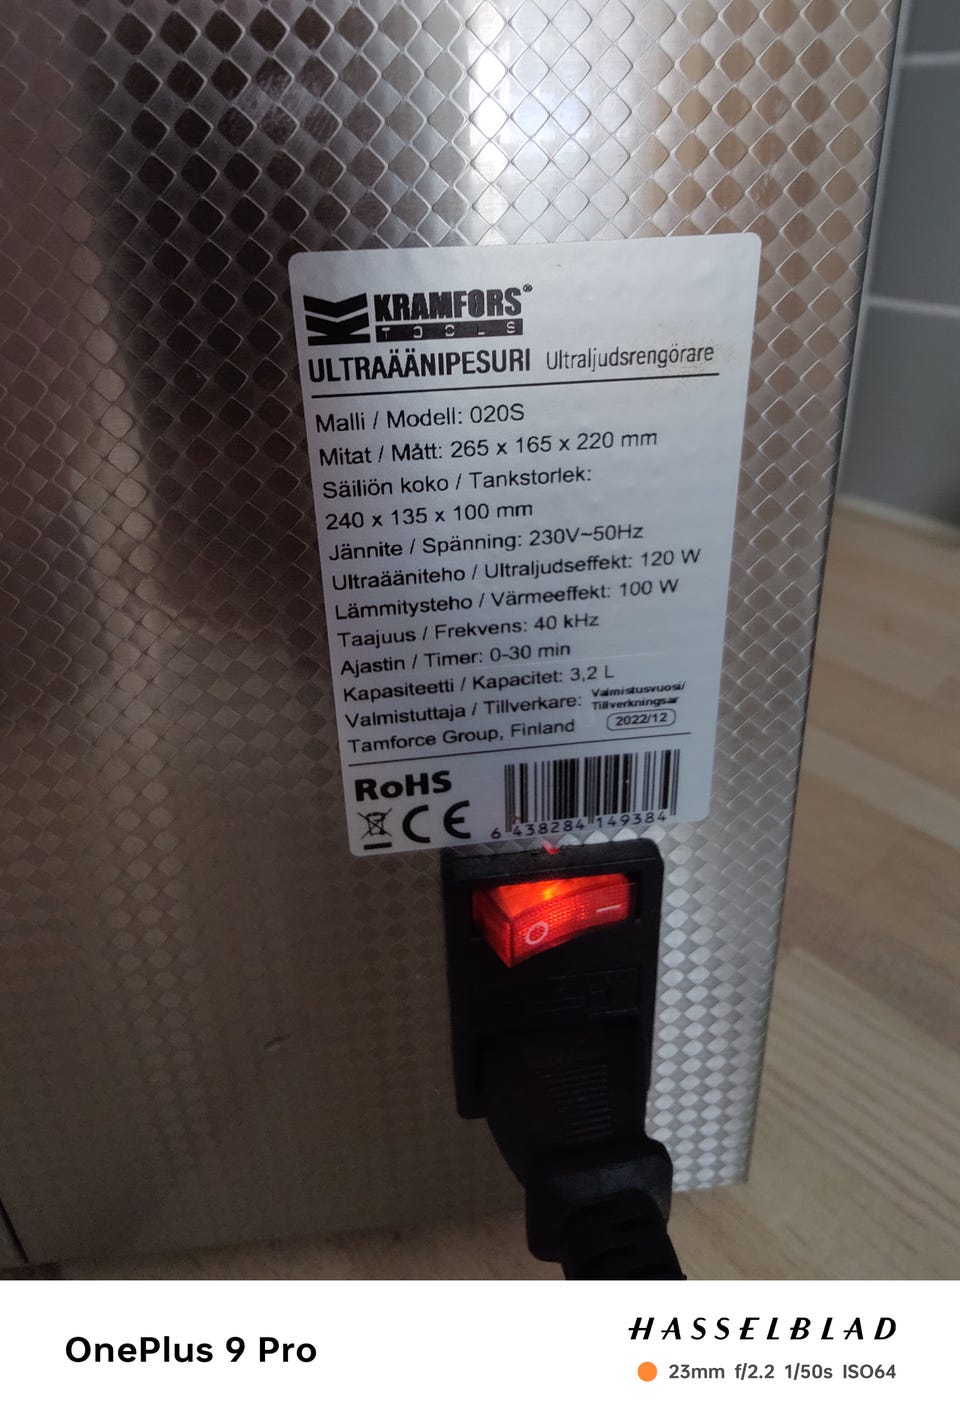 KRAMFORS®
TOOLS
ULTRAÄÄNIPESURI Ultraljudsrengörare
Malli / Modell: 020S
Mitat / Mått: 265 x 165 x 220 mm
Säiliön koko / Tankstorlek:
240 x 135 x 100 mm
Jännite / Spänning: 230V~50Hz
Ultraääniteho / Ultraljudseffekt: 120 W
Lämmitysteho / Värmeeffekt: 100 W
Taajuus / Frekvens: 40 kHz
Ajastin / Timer: 0-30 min
Kapasiteetti / Kapacitet: 3,2 L
Valmistuttaja / Tillverkare: Valmistusvuosi/
Tillverkningsår
Tamforce Group, Finland 2022/12
RoHS
CE
6 438284 149384
O I
OnePlus 9 Pro
HASSELBLAD
23mm f/2.2 1/50s ISO64